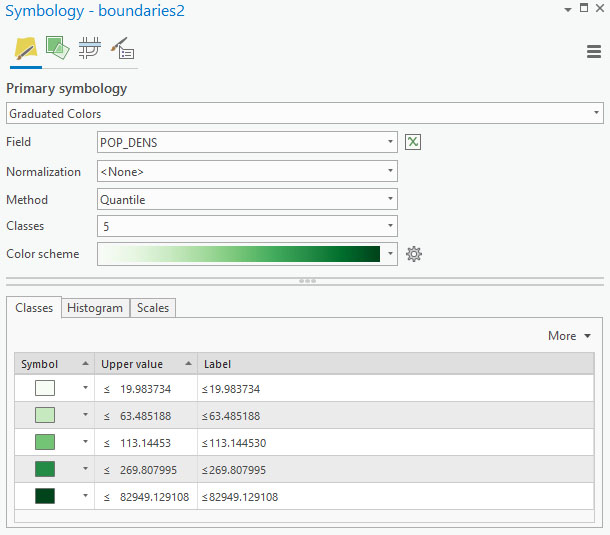 Symbology - boundaries2
Primary symbology
Graduated Colors
Field POP_DENS
Normalization <None>
Method Quantile
Classes 5
Color scheme
Classes Histogram Scales
More
Symbol Upper value Label
≤ 19.983734 ≤19.983734
≤ 63.485188 ≤63.485188
≤ 113.14453 ≤113.144530
≤ 269.807995 ≤269.807995
≤ 82949.129108 ≤82949.129108